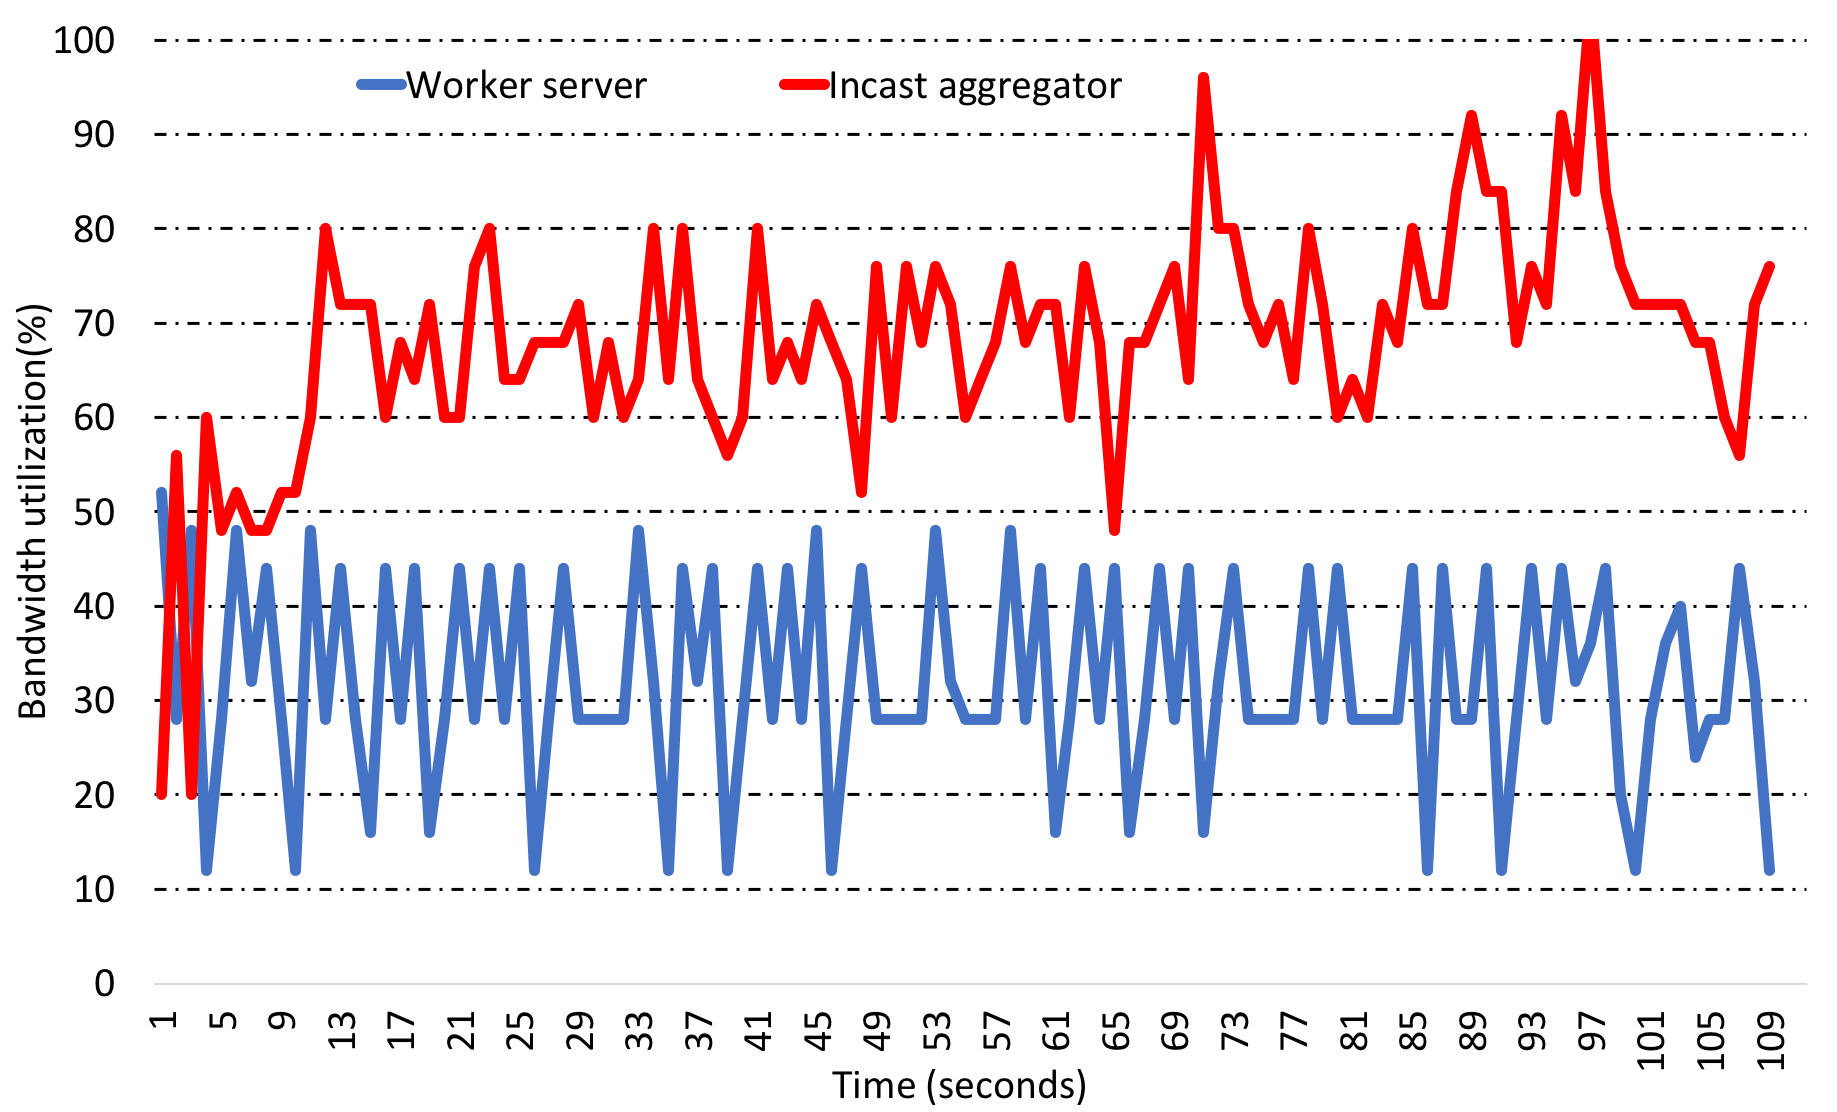 100
90
80
70
60
50
40
30
20
10
0
Bandwidth utilization(%)
Worker server
Incast aggregator
1 5 9 13 17 21 25 29 33 37 41 45 49 53 57 61 65 69 73 77 81 85 89 93 97 101 105 109
Time (seconds)